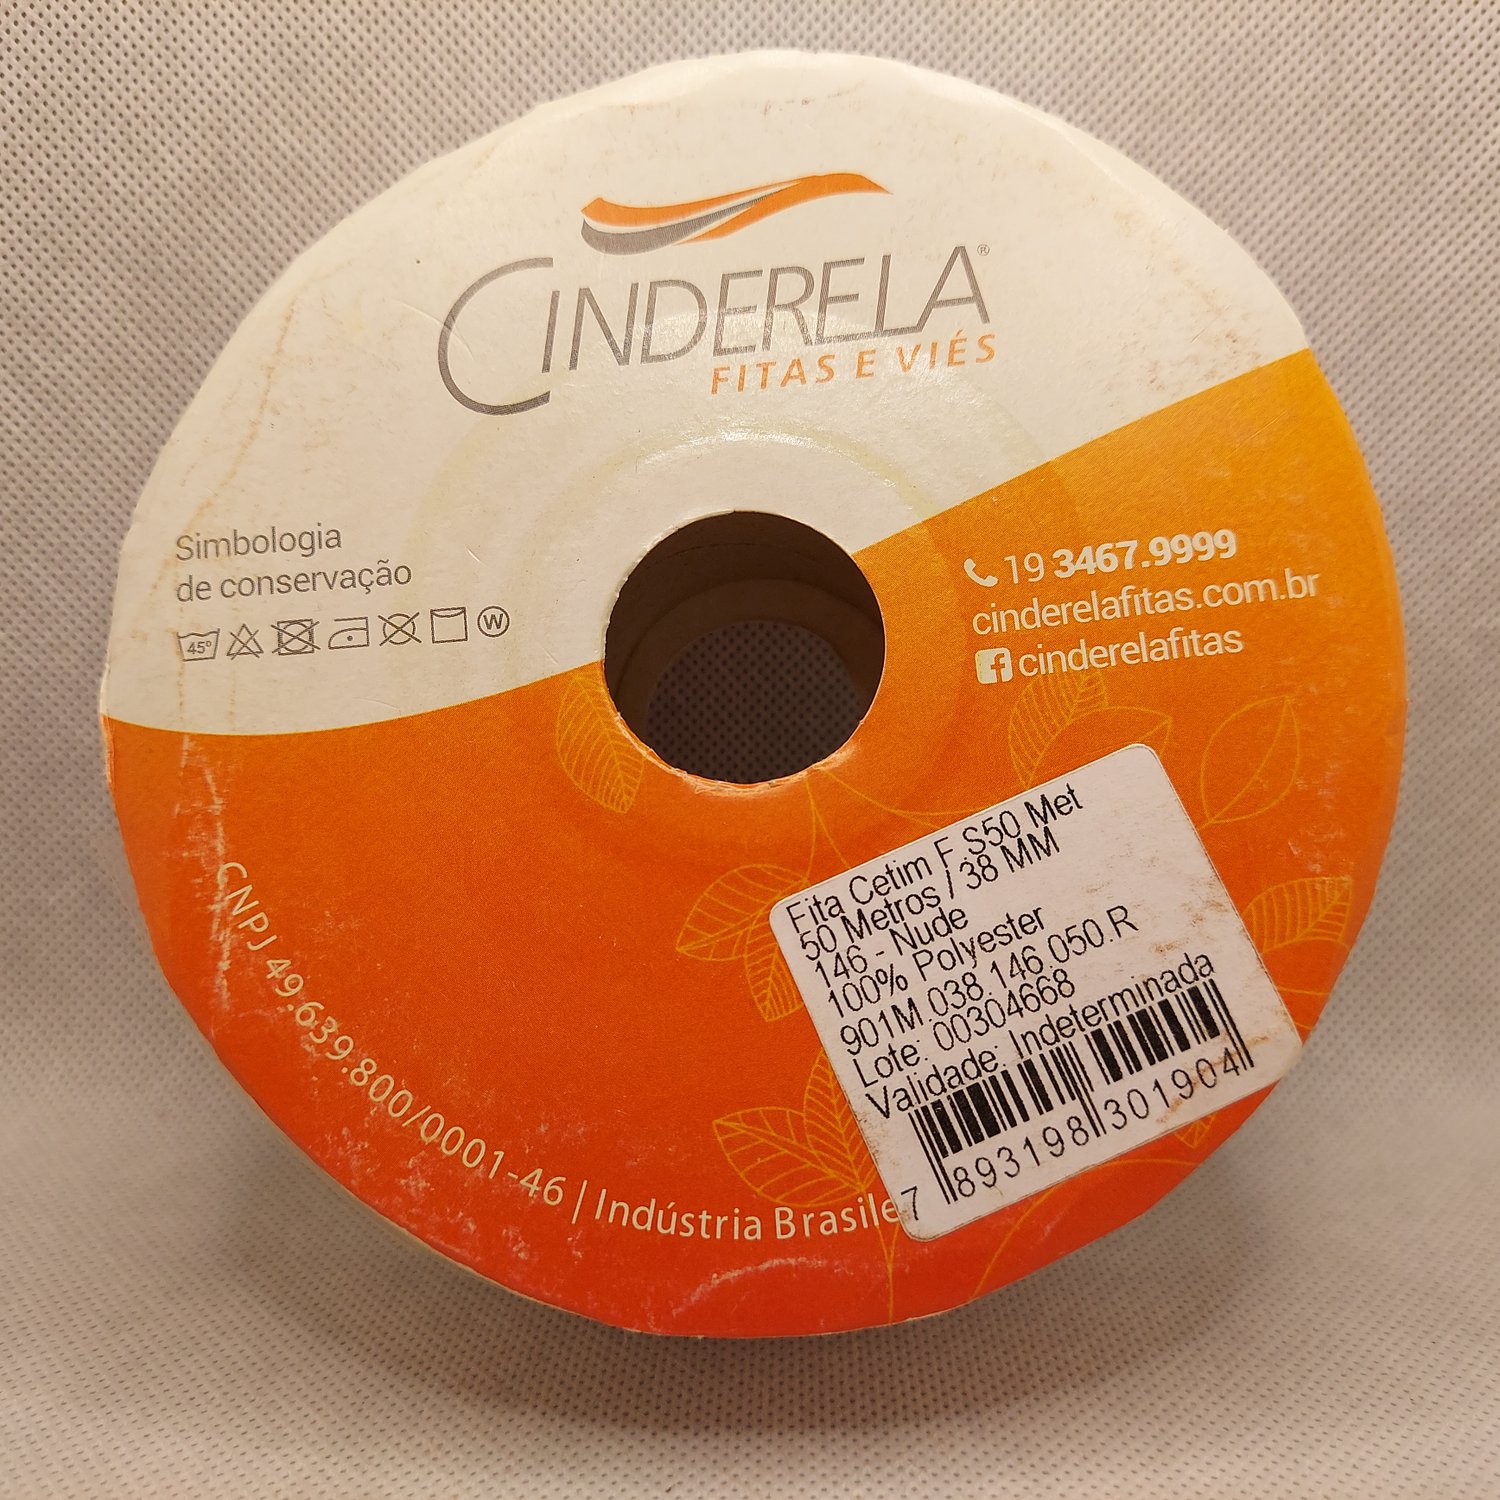 CINDERELA®
FITAS E VIÉS
Simbologia
de conservação
45°
W
19 3467.9999
cinderelafitas.com.br
f cinderelafitas
Fita Cetim F S50 Met
50 Metros / 38 MM
146 - Nude
100% Polyester
901M.038.146.050.R
Lote: 00304668
Validade: Indeterminada
7 893198 301904
CNPJ 49.639.800/0001-46 | Indústria Brasile